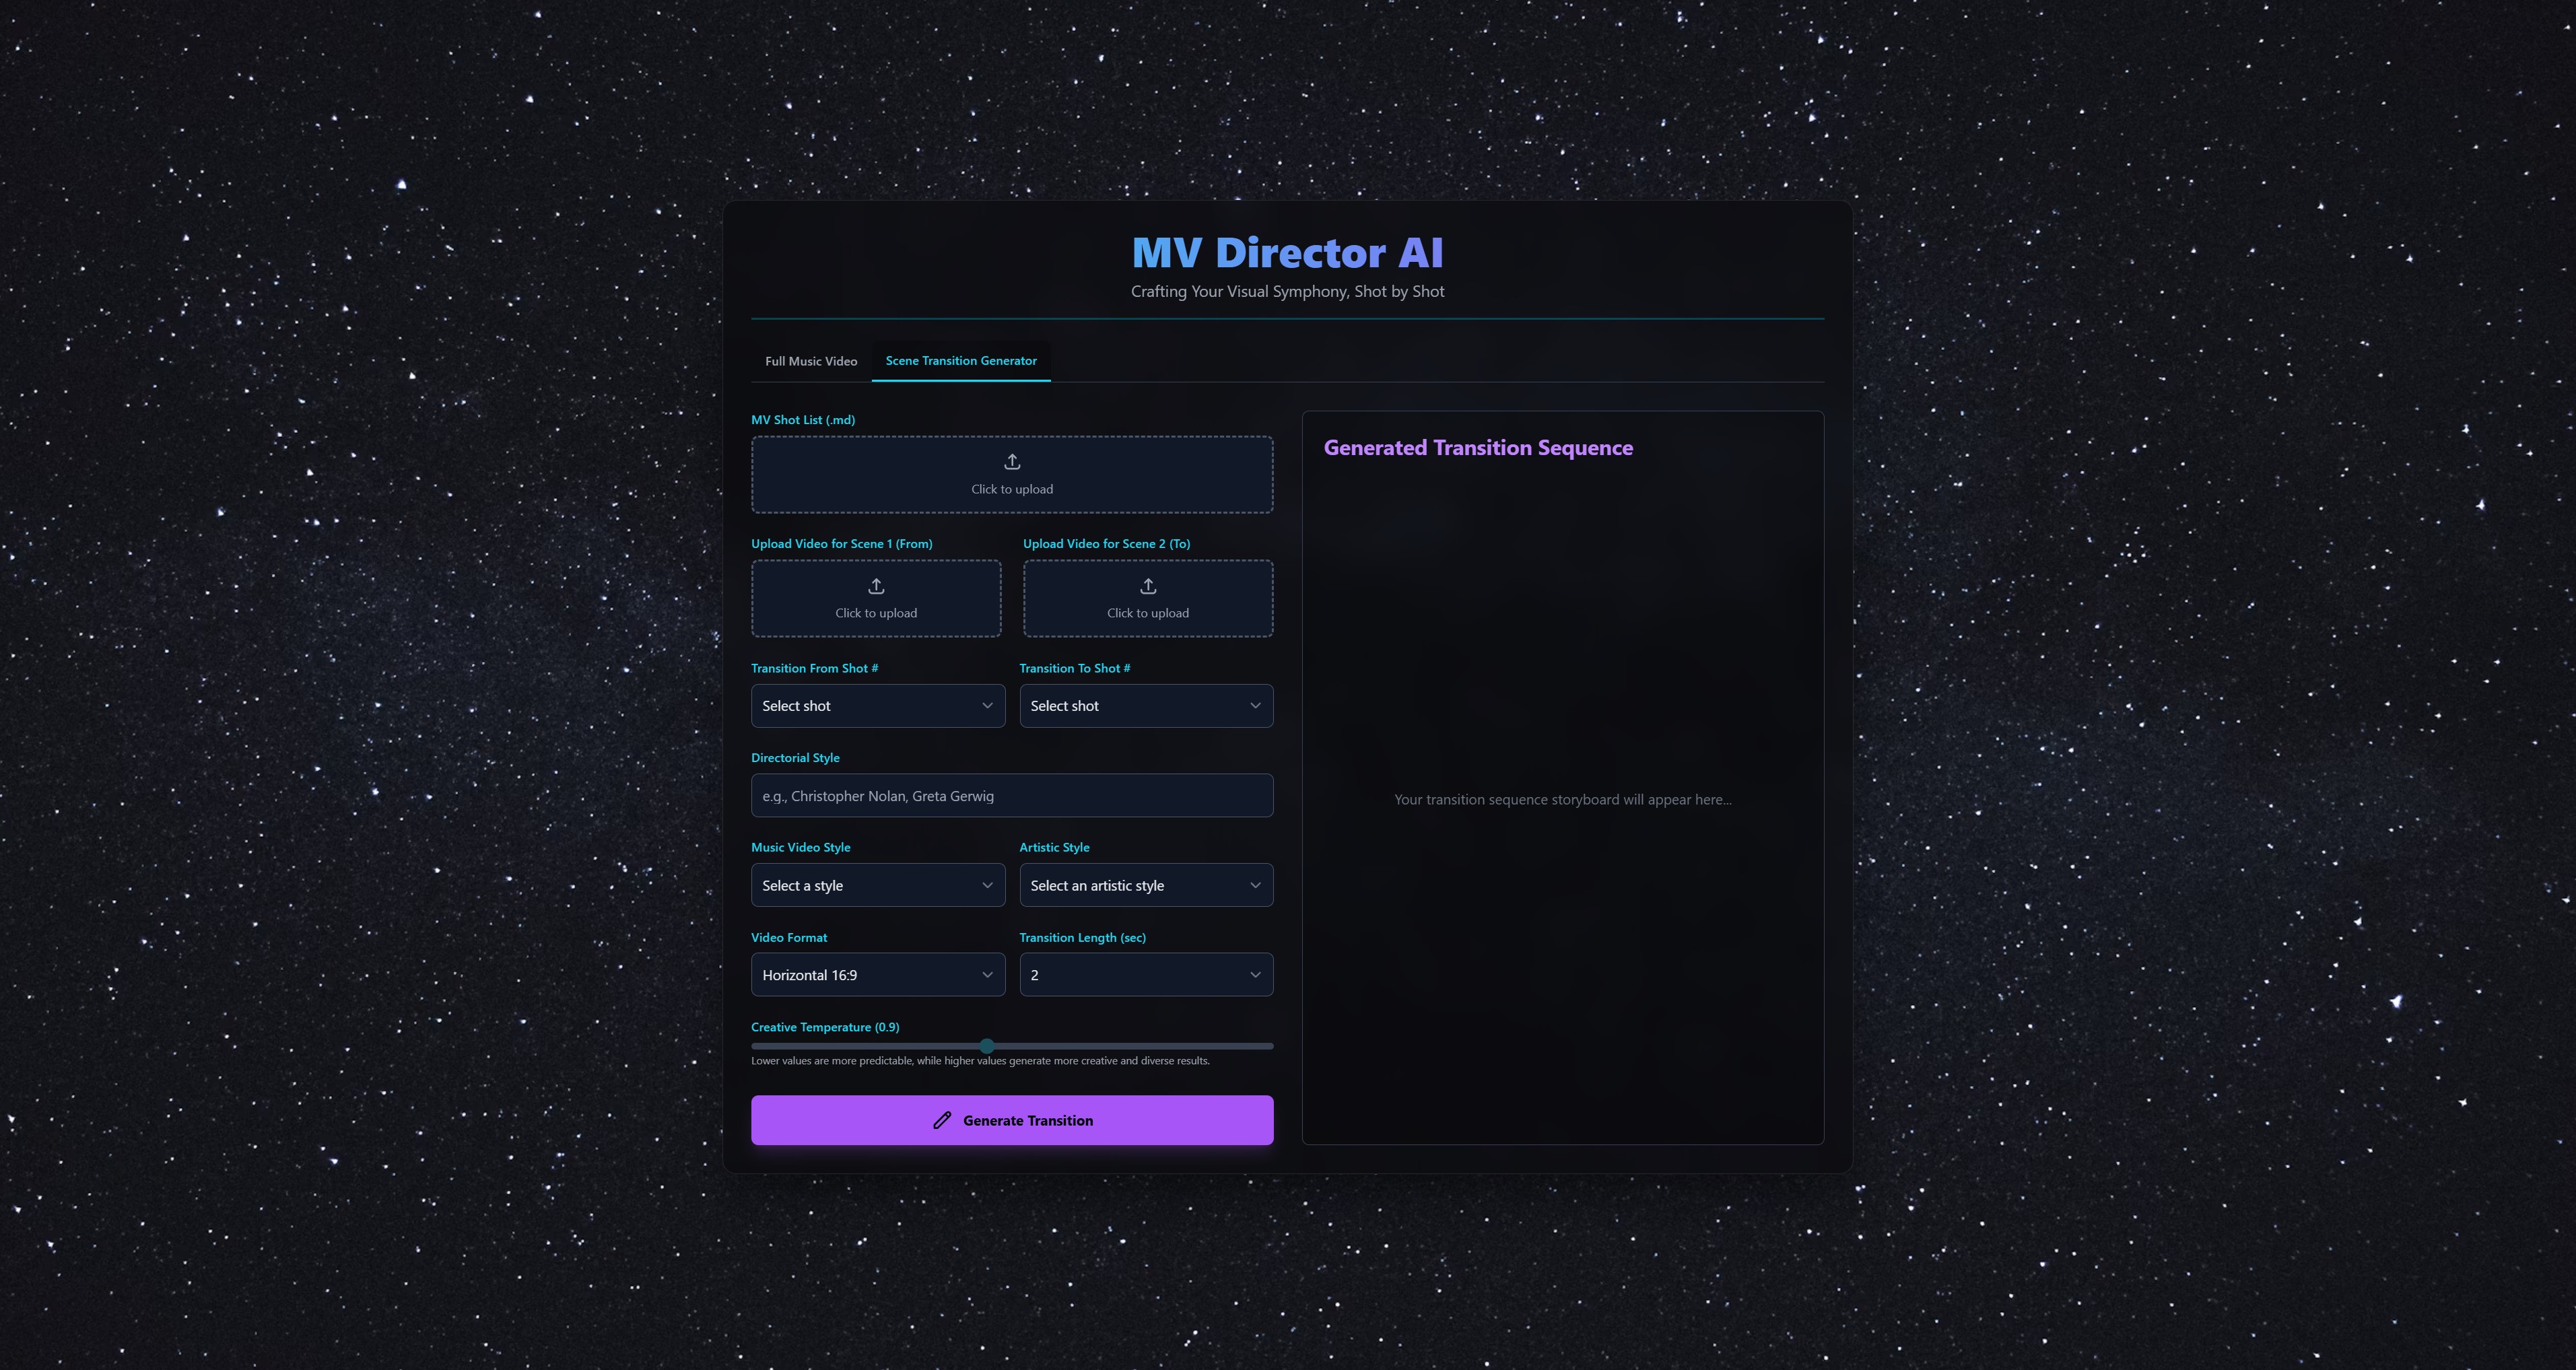 MV Director AI
Crafting Your Visual Symphony, Shot by Shot
Full Music Video
Scene Transition Generator
MV Shot List (.md)
Click to upload
Upload Video for Scene 1 (From)
Upload Video for Scene 2 (To)
Click to upload
Click to upload
Transition From Shot #
Transition To Shot #
Select shot
Select shot
Directorial Style
e.g., Christopher Nolan, Greta Gerwig
Music Video Style
Artistic Style
Select a style
Select an artistic style
Video Format
Transition Length (sec)
Horizontal 16:9
2
Creative Temperature (0.9)
Lower values are more predictable, while higher values generate more creative and diverse results.
Generate Transition
Generated Transition Sequence
Your transition sequence storyboard will appear here...